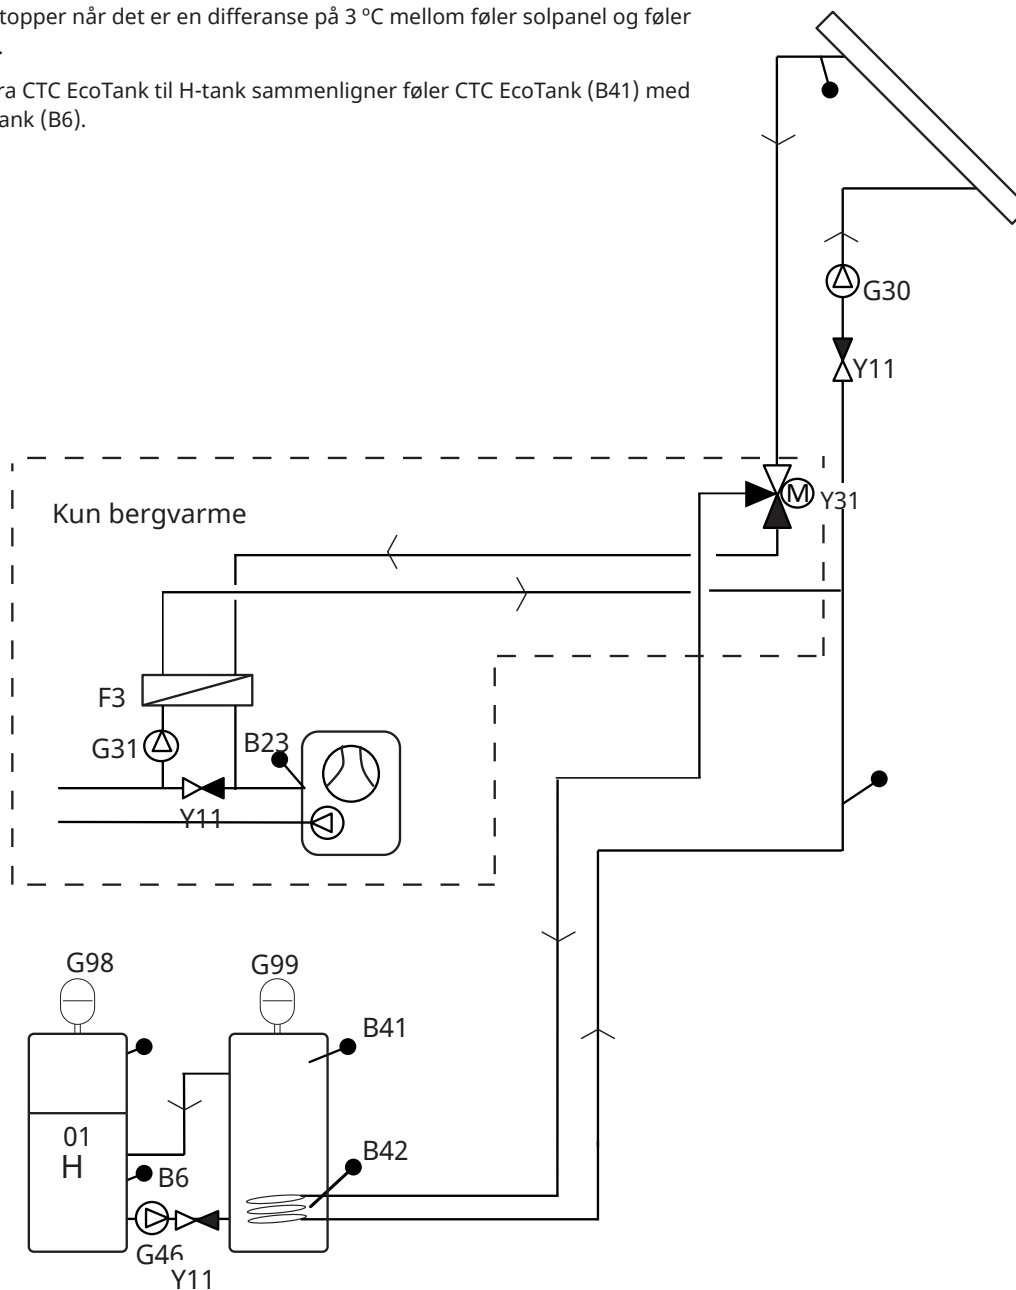 topper når det er en differanse på 3 ºC mellom føler solpanel og føler
.
ra CTC EcoTank til H-tank sammenligner føler CTC EcoTank (B41) med
ank (B6).
G30
Y11
M
Y31
Kun bergvarme
F3
G31
B23
Y11
G98
G99
B41
01
H
B42
B6
G46
Y11